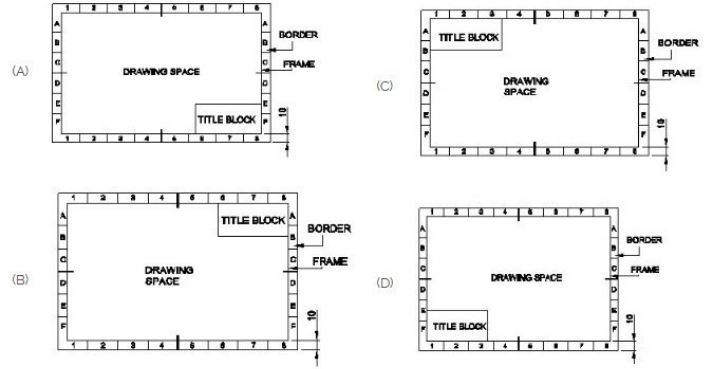 (A)
1 2 3 4 5 6 7 8
A A
B B
C C
D D
E E
F F
1 2 3 4 5 6 7 8
DRAWING SPACE
TITLE BLOCK
BORDER
FRAME
10
(B)
1 2 3 4 5 6 7 8
A A
B B
C C
D D
E E
F F
1 2 3 4 5 6 7 8
TITLE BLOCK
DRAWING
SPACE
BORDER
FRAME
10
(C)
1 2 3 4 5 6 7 8
A A
B B
C C
D D
E E
F F
1 2 3 4 5 6 7 8
TITLE BLOCK
DRAWING
SPACE
BORDER
FRAME
10
(D)
1 2 3 4 5 6 7 8
A A
B B
C C
D D
E E
F F
1 2 3 4 5 6 7 8
DRAWING SPACE
TITLE BLOCK
BORDER
FRAME
10